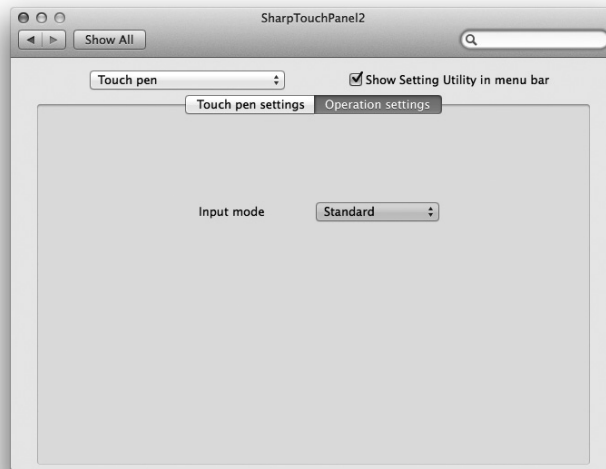 SharpTouchPanel2
Show All
Touch pen
Show Setting Utility in menu bar
Touch pen settings
Operation settings
Input mode
Standard